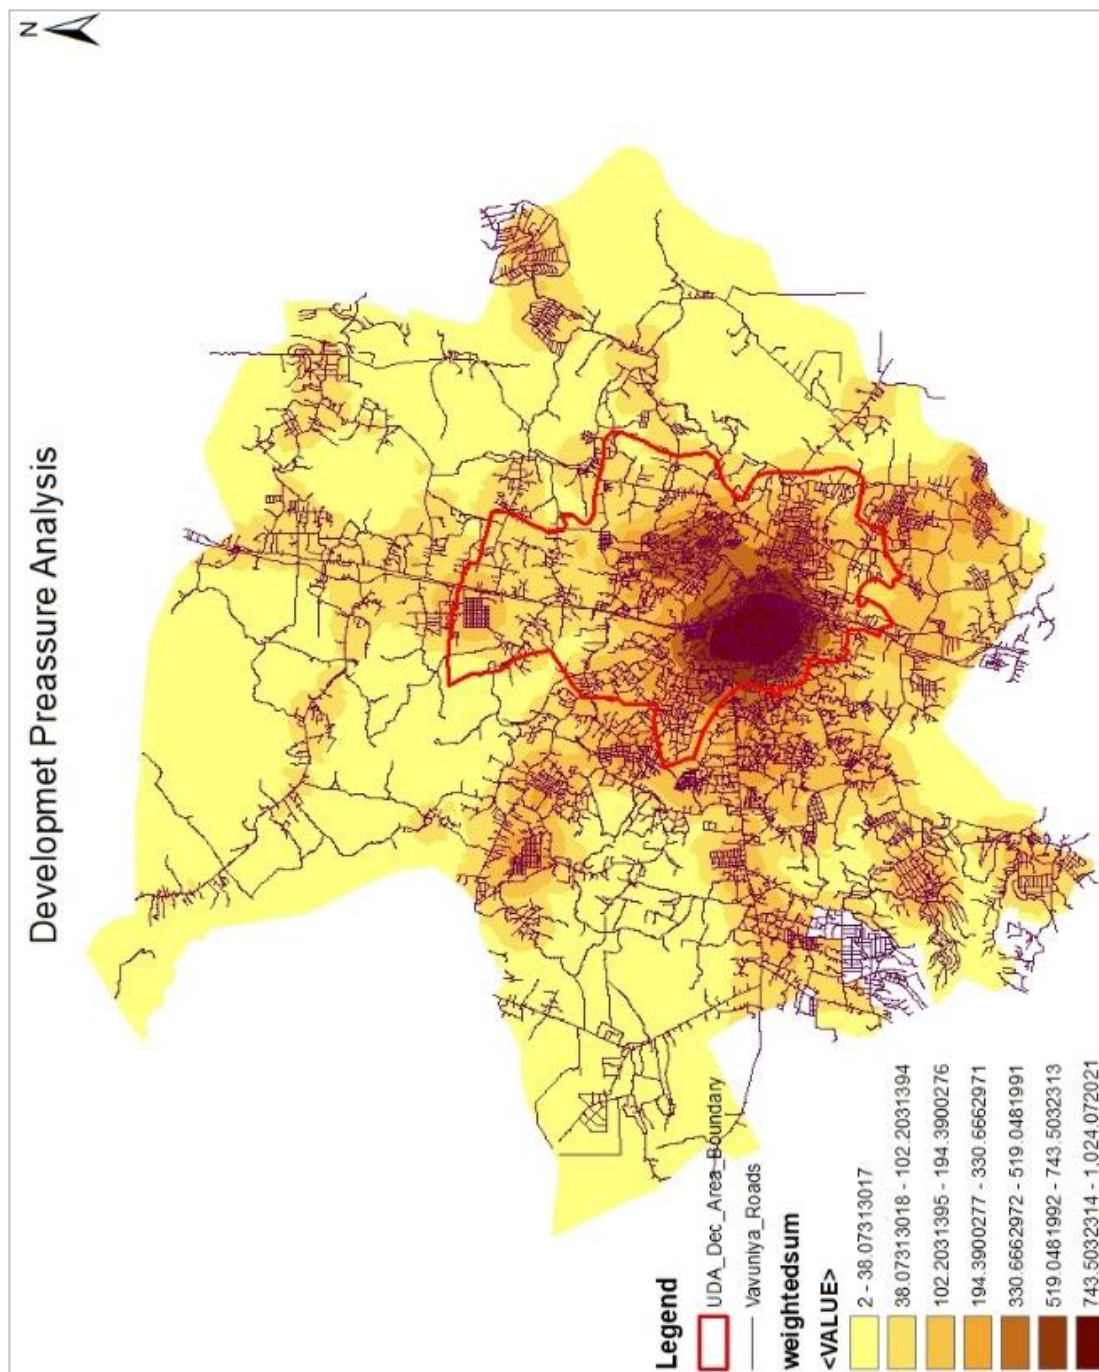 N
Developmet Preassure Analysis
Legend
UDA_Dec_Area_Boundary
Vavuniya_Roads
weightedsum
<VALUE>
2 - 38.07313017
38.07313018 - 102.2031394
102.2031395 - 194.3900276
194.3900277 - 330.6662971
330.6662972 - 519.0481991
519.0481992 - 743.5032313
743.5032314 - 1,024.072021